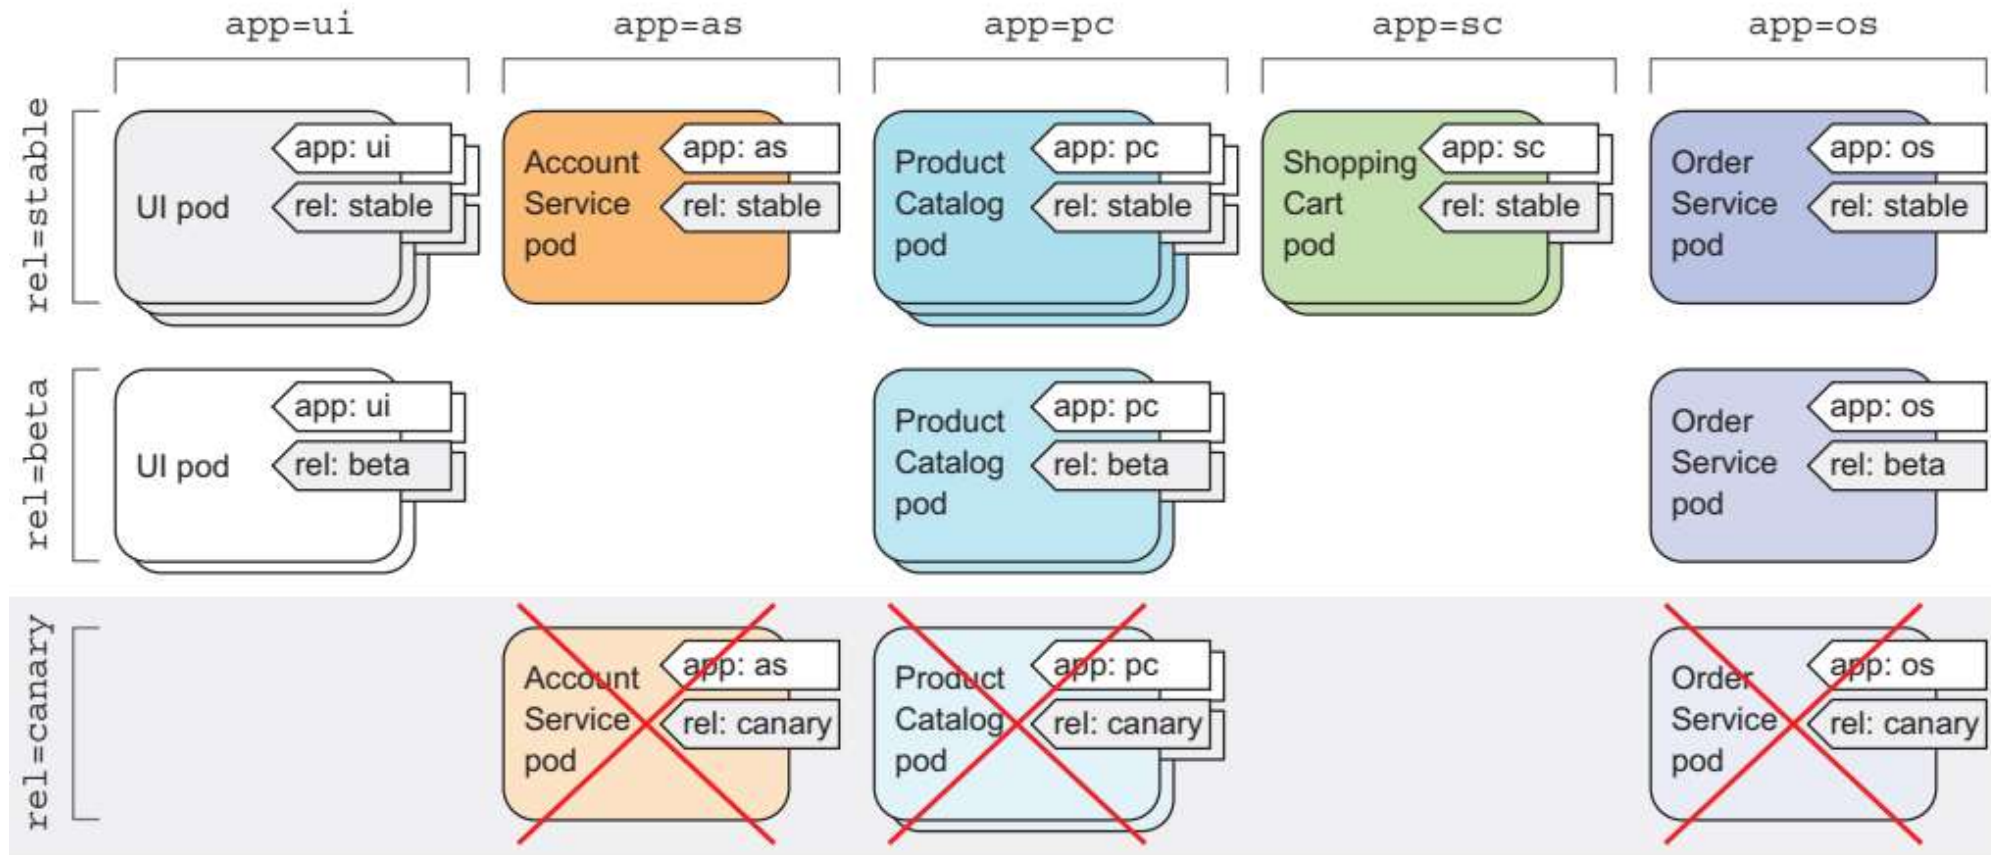 app=ui
app=as
app=pc
app=sc
app=os
rel=stable
UI pod
app: ui
rel: stable
Account
Service
pod
app: as
rel: stable
Product
Catalog
pod
app: pc
rel: stable
Shopping
Cart
pod
app: sc
rel: stable
Order
Service
pod
app: os
rel: stable
rel=beta
UI pod
app: ui
rel: beta
Product
Catalog
pod
app: pc
rel: beta
Order
Service
pod
app: os
rel: beta
rel=canary
Account
Service
pod
app: as
rel: canary
Product
Catalog
pod
app: pc
rel: canary
Order
Service
pod
app: os
rel: canary